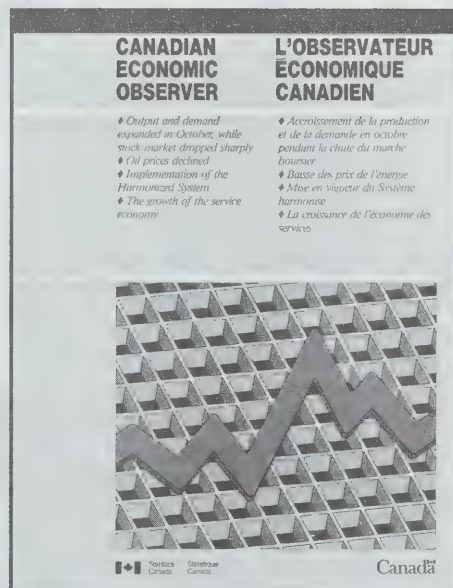 CANADIAN
ECONOMIC
OBSERVER
♦ Output and demand
expanded in October, while
stock market dropped sharply
♦ Oil prices declined
♦ Implementation of the
Harmonized System
♦ The growth of the service
economy
L'OBSERVATEUR
ÉCONOMIQUE
CANADIEN
♦ Accroissement de la production
et de la demande en octobre
pendant la chute du marche
boursier
♦ Baisse des prix de l'energie
♦ Mise en vigueur du Système
harmonise
♦ La croissance de l'économie des
services
Statistics
Canada
Statistique
Canada
Canada